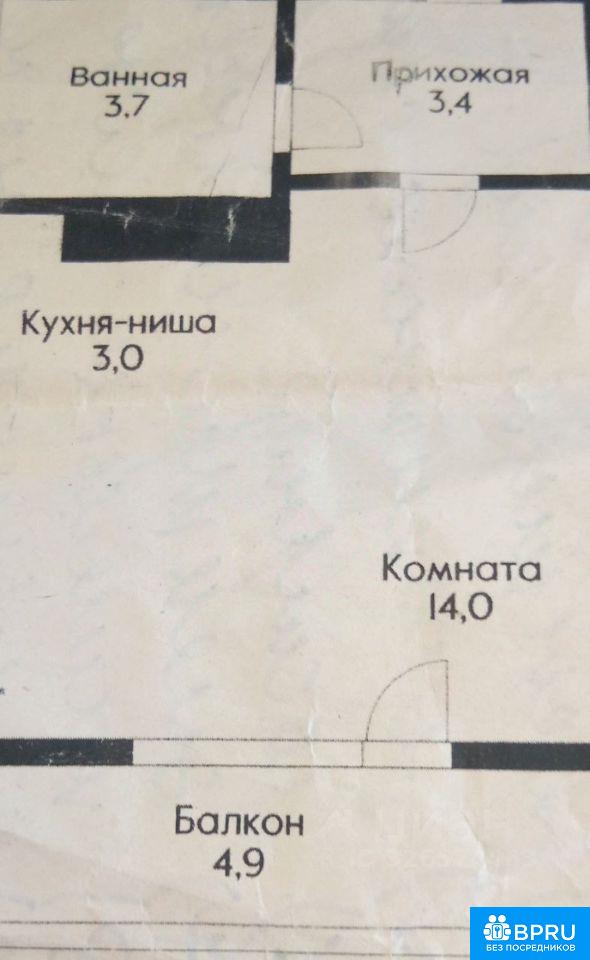 Ванная
3.7
Прихожая
3,4
Кухня-ниша
3,0
Комната
14,0
Балкон
4,9
BPRU
БЕЗ ПОСРЕДНИКОВ